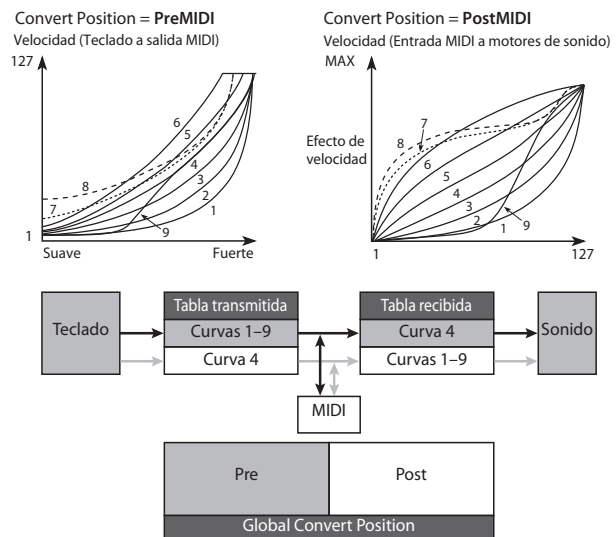 Convert Position = PreMIDI
Velocidad (Teclado a salida MIDI)
127
6
5
8
4
3
7
2
1
1
9
Suave
Fuerte
Convert Position = PostMIDI
Velocidad (Entrada MIDI a motores de sonido)
MAX
7
8
Efecto de
velocidad
6
5
4
3
2
1
9
1
127
Teclado
Tabla transmitida
Curvas 1–9
Curva 4
Tabla recibida
Curva 4
Curvas 1–9
Sonido
MIDI
Pre
Post
Global Convert Position